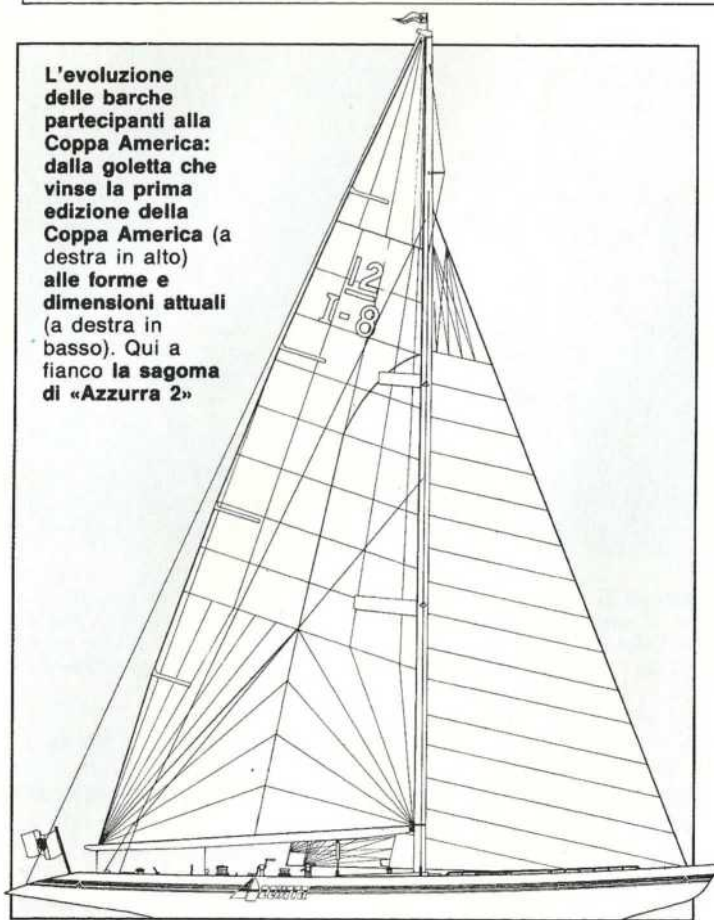 L'evoluzione
delle barche
partecipanti alla
Coppa America:
dalla goletta che
vinse la prima
edizione della
Coppa America (a
destra in alto)
alle forme e
dimensioni attuali
(a destra in
basso). Qui a
fianco la sagoma
di «Azzurra 2»
12
I-8
Azzurra